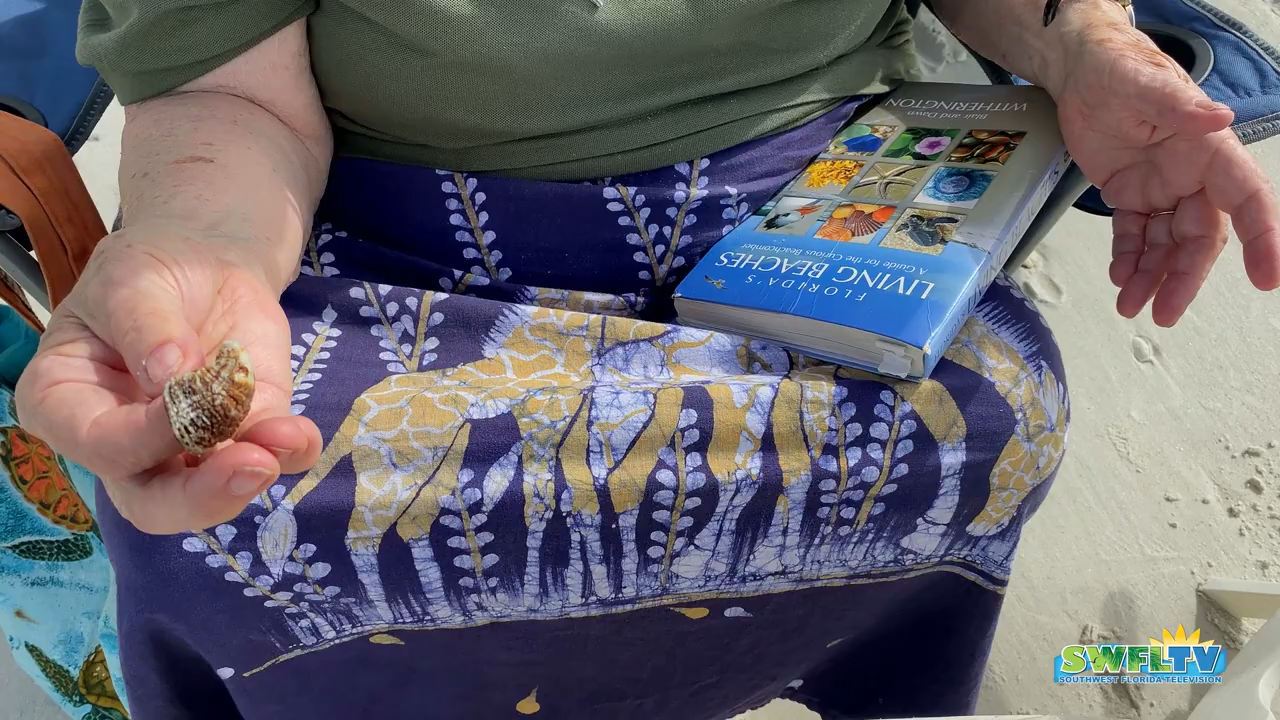 FLORIDA'S
LIVING BEACHES
A Guide for the Curious Beachcomber
Blair and Dawn
WITHERINGTON
SWFLTV
SOUTHWEST FLORIDA TELEVISION